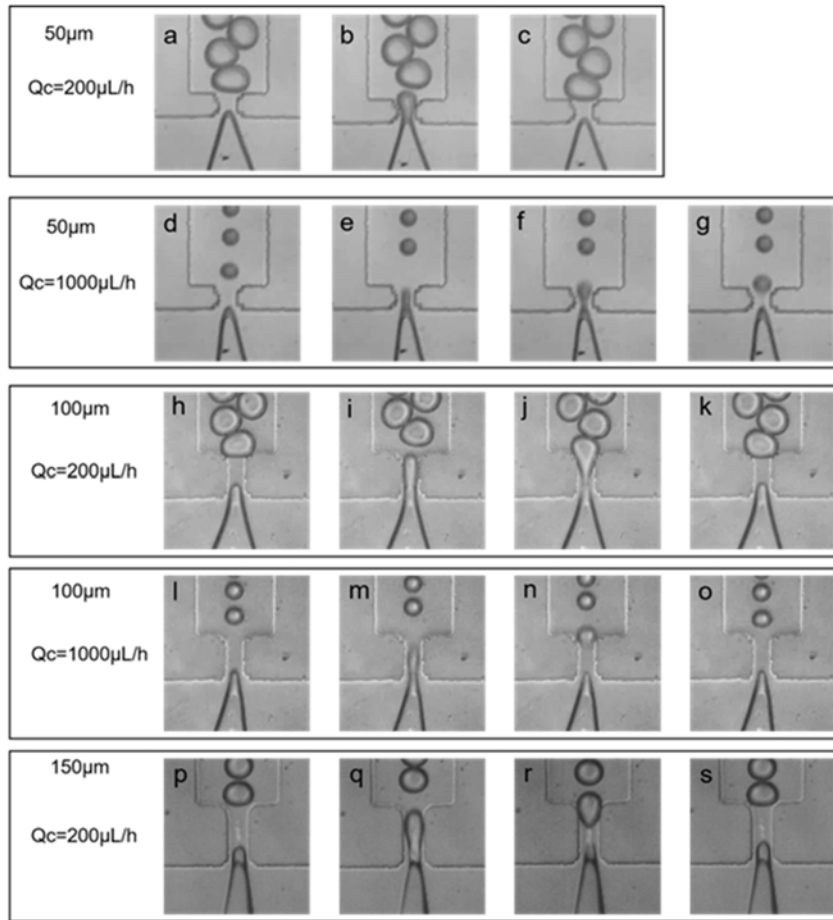 50µm
Qc=200µL/h
a b c
50µm
Qc=1000µL/h
d e f g
100µm
Qc=200µL/h
h i j k
100µm
Qc=1000µL/h
l m n o
150µm
Qc=200µL/h
p q r s